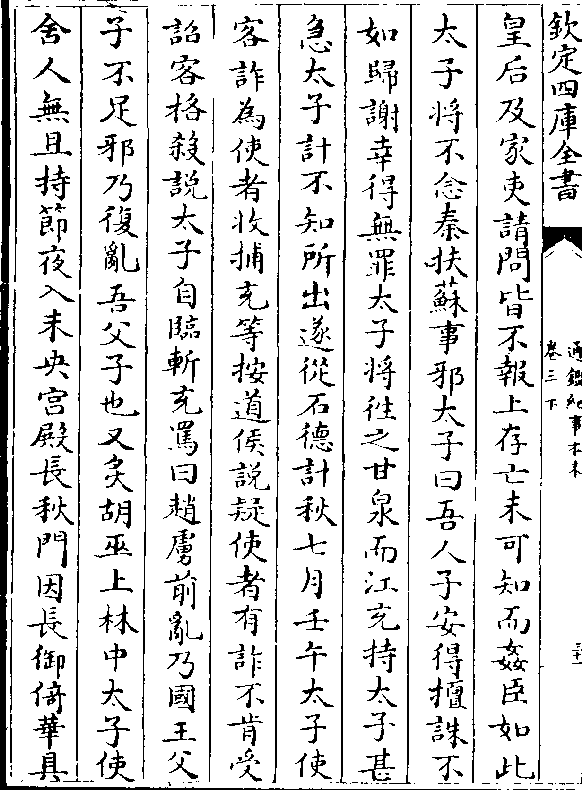 欽定四庫全書
通鑑紀事本末
卷三下
皇后及家吏請問皆不報上存亡未可知而姦臣如此
太子将不念秦扶蘇事邪太子曰吾人子安得擅誅不
如歸謝幸得無罪太子將往之甘泉而江充持太子甚
急太子計不知所出遂從石德計秋七月壬午太子使
客詐為使者收捕充等按道侯説疑使者有詐不肯受
詔客格殺説太子自臨斬充罵曰趙虜前亂乃國王父
子不足邪乃復亂吾父子也又炙胡巫上林中太子使
舍人無且持節夜入未央宫殿長秋門因長御倚華具